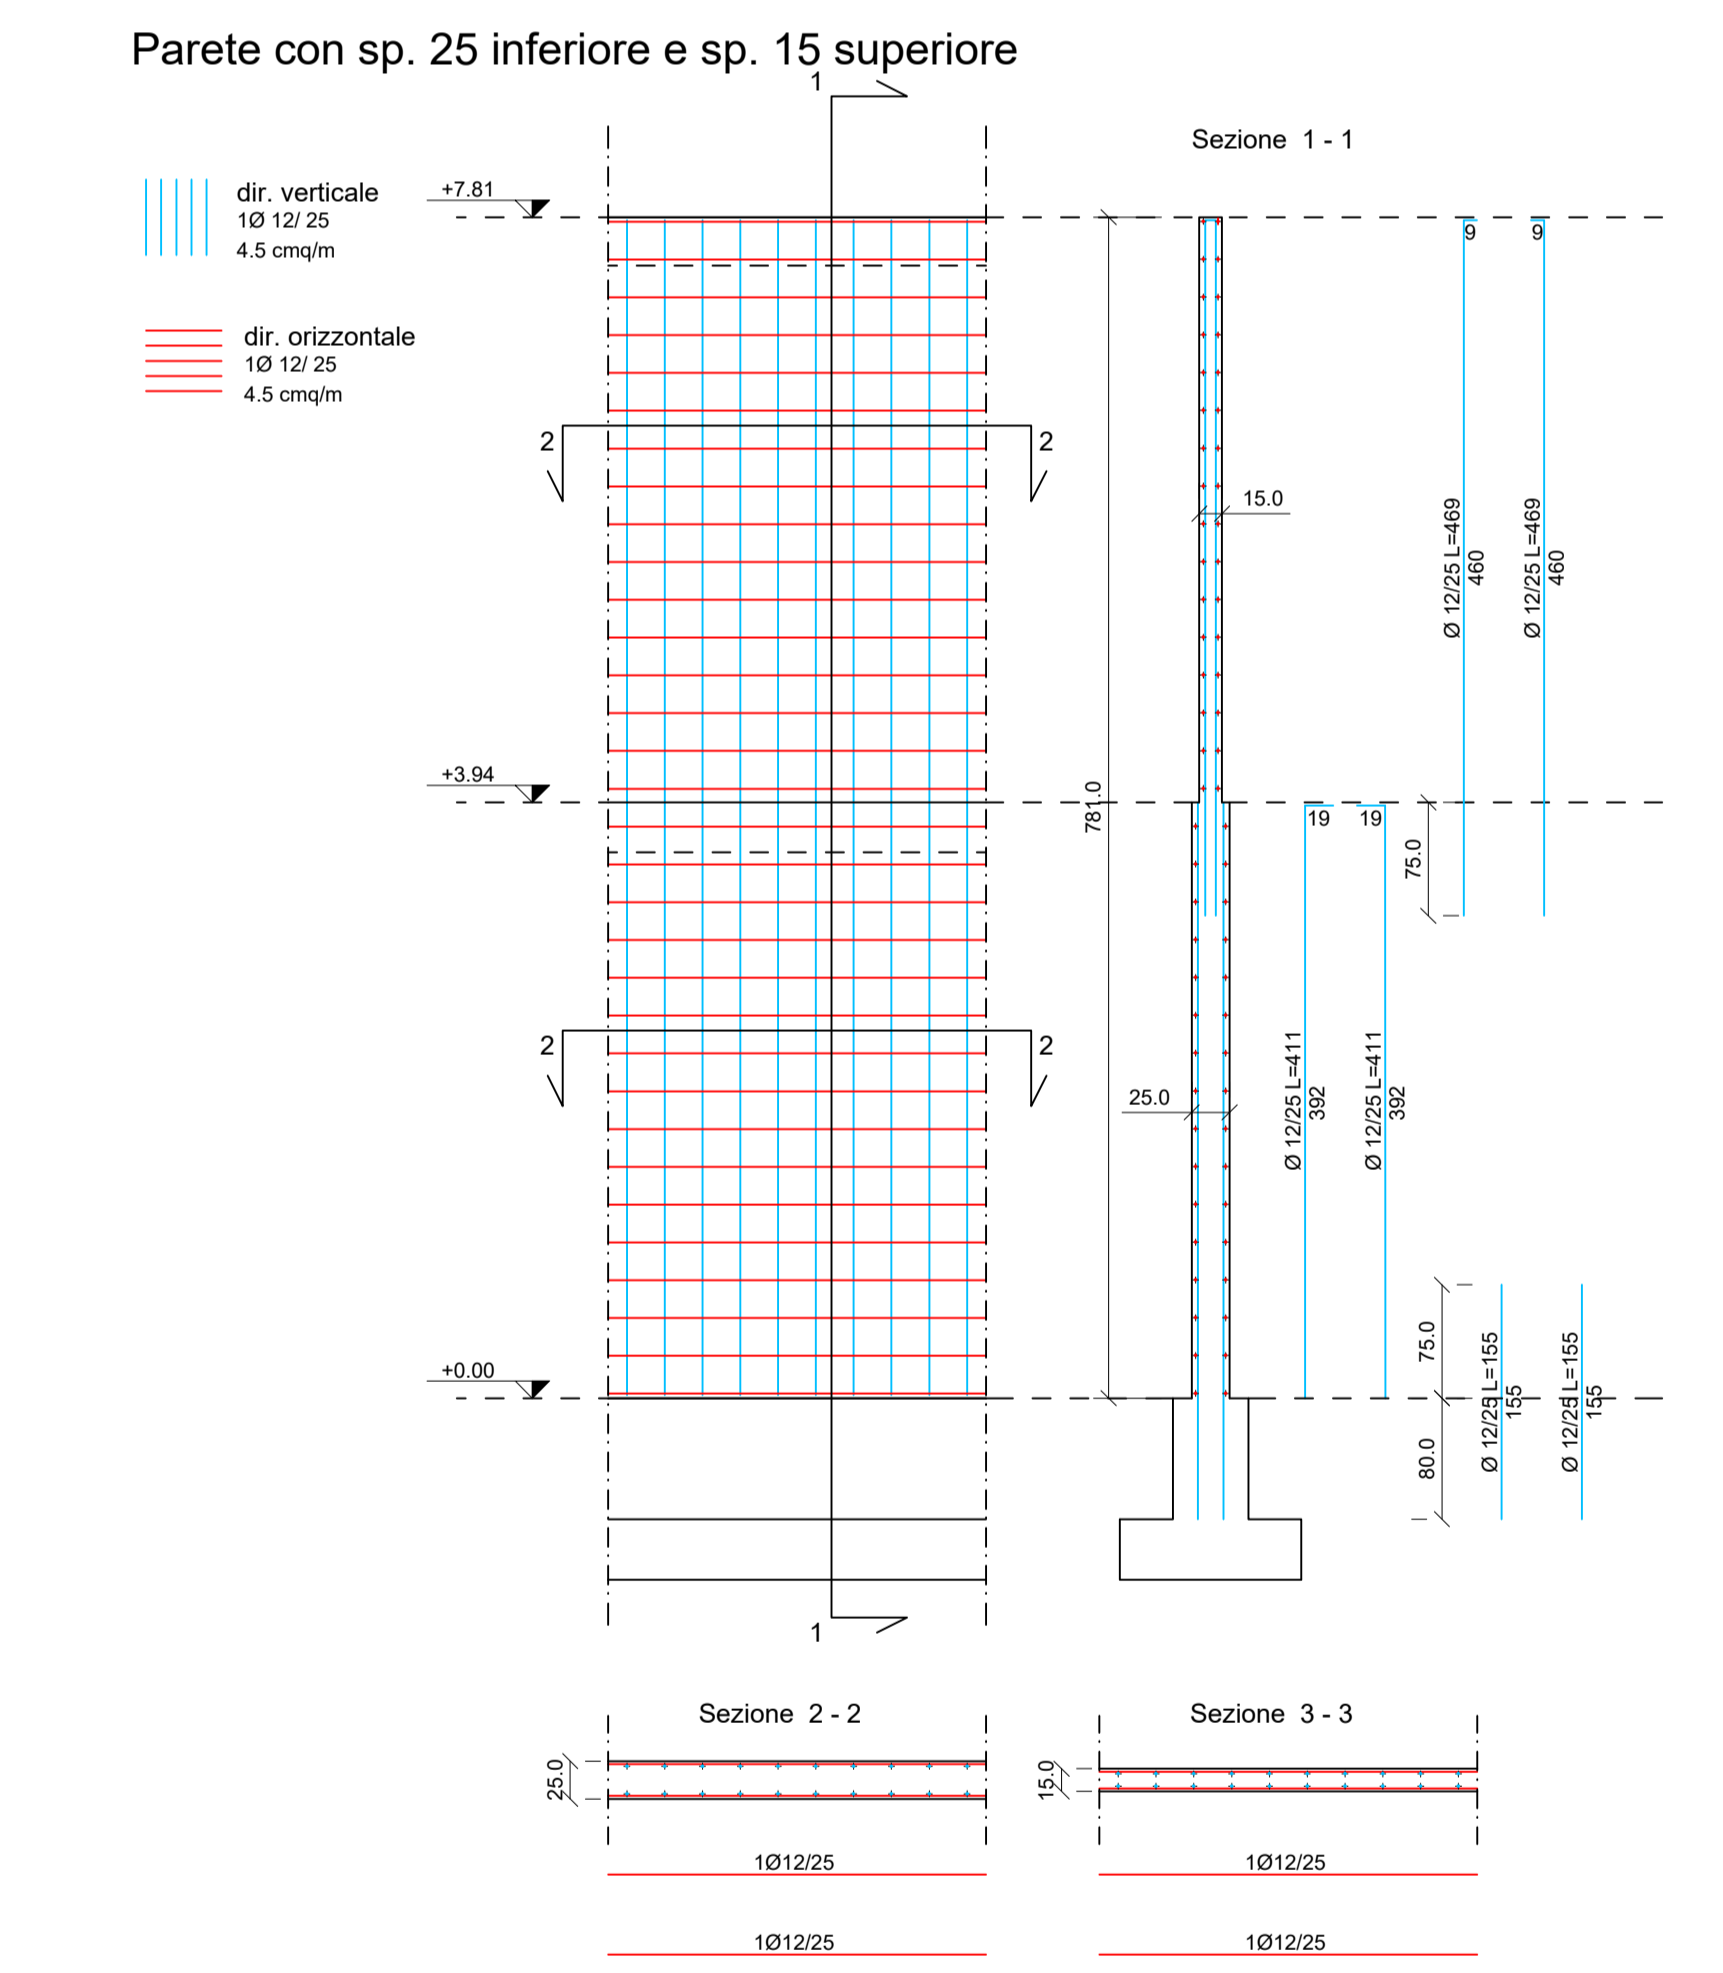 Parete con sp. 25 inferiore e sp. 15 superiore
1
Sezione 1 - 1
dir. verticale
1Ø 12/ 25
4.5 cmq/m
+7.81
9
9
dir. orizzontale
1Ø 12/ 25
4.5 cmq/m
2
2
15.0
Ø 12/25 L=469
460
Ø 12/25 L=469
460
+3.94
781.0
19
19
75.0
2
2
25.0
Ø 12/25 L=411
392
Ø 12/25 L=411
392
+0.00
75.0
80.0
Ø 12/25 L=155
155
Ø 12/25 L=155
155
1
Sezione 2 - 2
Sezione 3 - 3
25.0
15.0
1Ø12/25
1Ø12/25
1Ø12/25
1Ø12/25